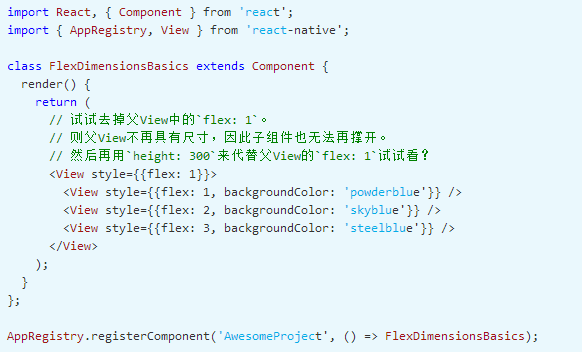 import React, { Component } from 'react';
import { AppRegistry, View } from 'react-native';

class FlexDimensionsBasics extends Component {
  render() {
    return (
      // 试试去掉父View中的`flex: 1`。
      // 则父View不再具有尺寸，因此子组件也无法再撑开。
      // 然后再用`height: 300`来代替父View的`flex: 1`试试看？
      <View style={{flex: 1}}>
        <View style={{flex: 1, backgroundColor: 'powderblue'}} />
        <View style={{flex: 2, backgroundColor: 'skyblue'}} />
        <View style={{flex: 3, backgroundColor: 'steelblue'}} />
      </View>
    );
  }
};

AppRegistry.registerComponent('AwesomeProject', () => FlexDimensionsBasics);